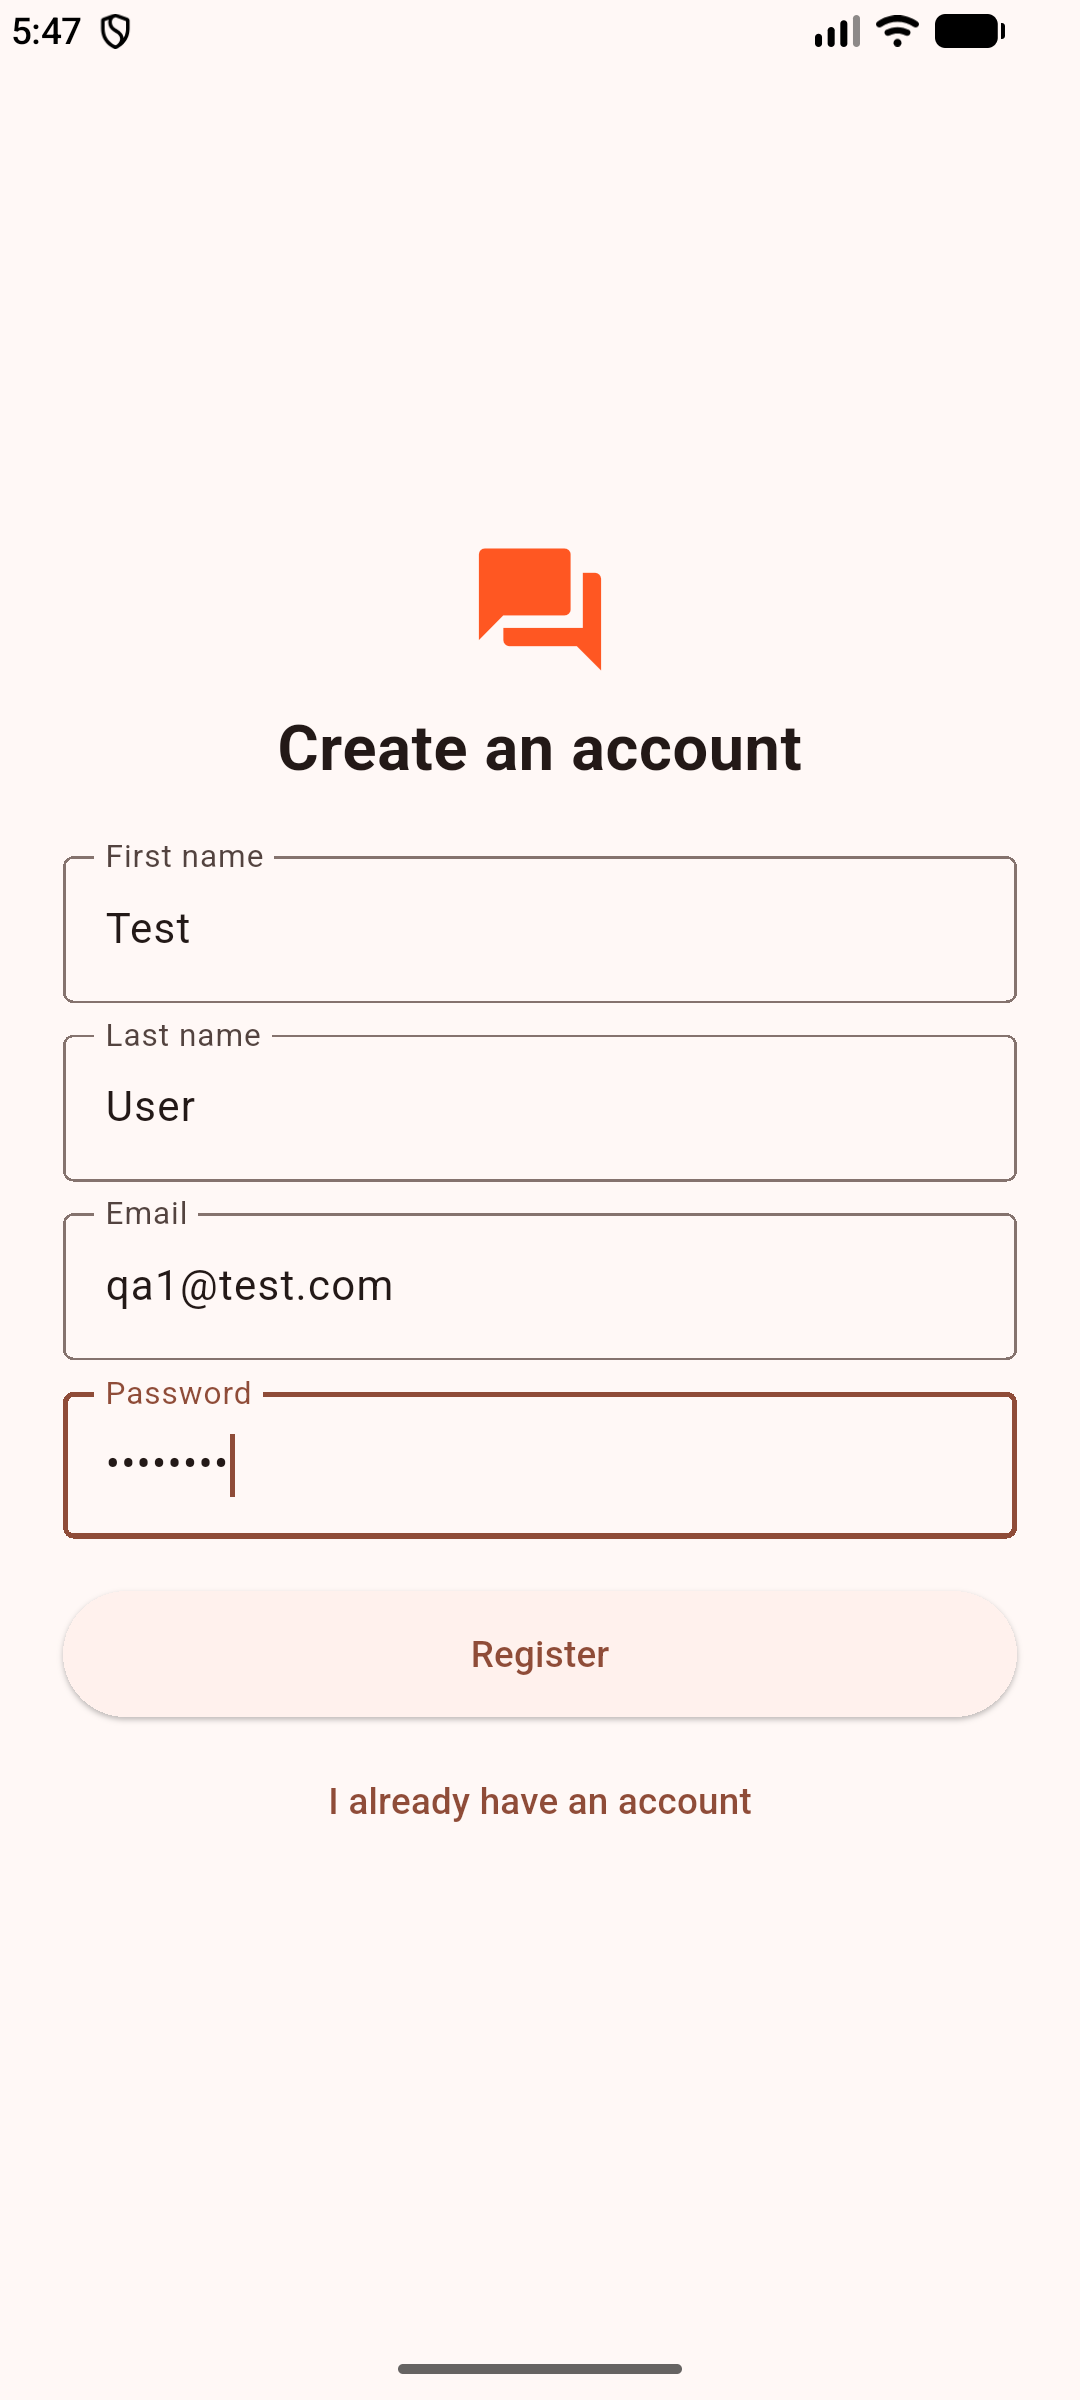 5:47
Create an account
First name
Test
Last name
User
Email
qa1@test.com
Password
••••••••
Register
I already have an account